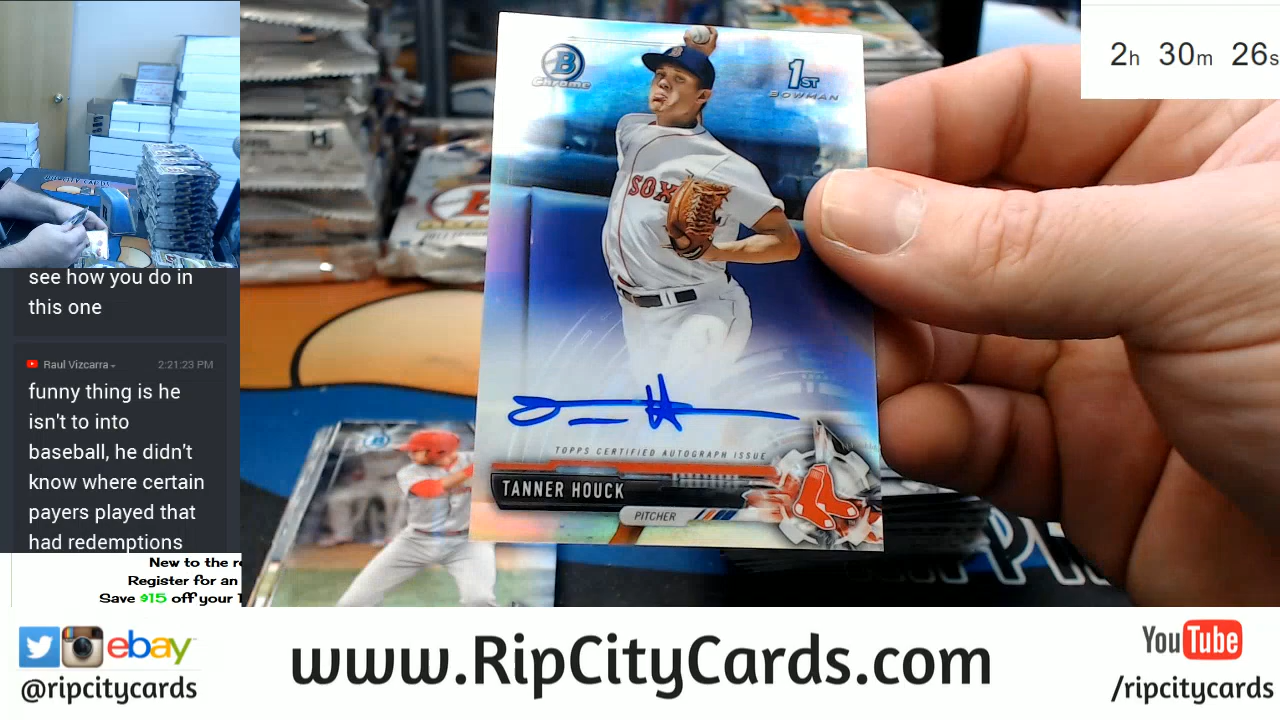 2h 30m 26s
B
Chrome
1ST
BOWMAN
SOX
TOPPS CERTIFIED AUTOGRAPH ISSUE
TANNER HOUCK
PITCHER
see how you do in
this one
Raul Vizcarra
2:21:23 PM
funny thing is he
isn't to into
baseball, he didn't
know where certain
payers played that
had redemptions
New to the r
Register for an
Save $15 off your
ebay
@ripcitycards
www.RipCityCards.com
YouTube
/ripcitycards